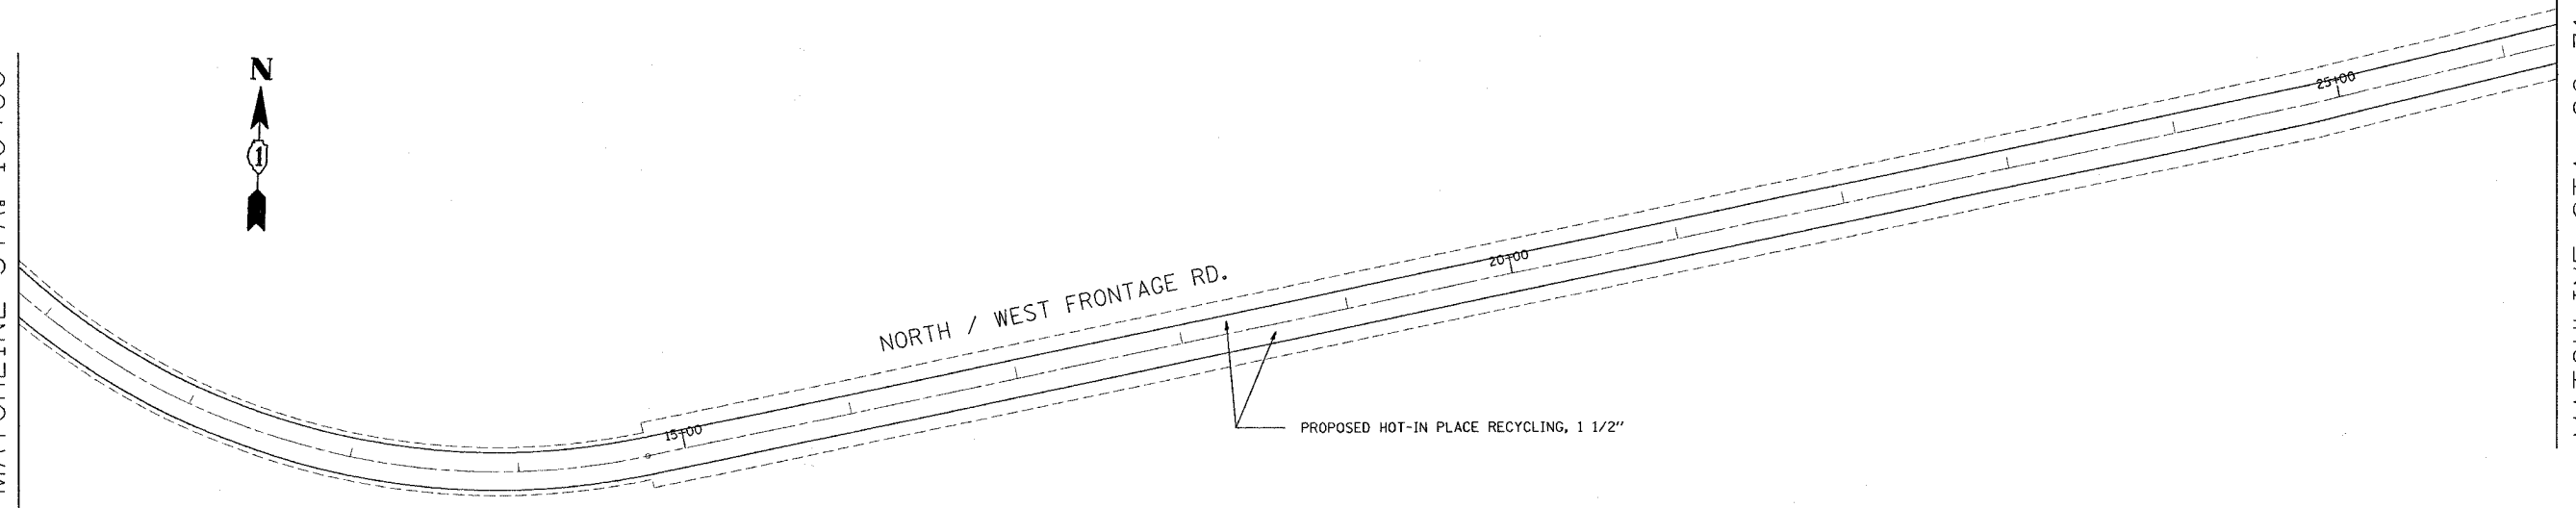 N
1
25+00
20+00
NORTH / WEST FRONTAGE RD.
15+00
PROPOSED HOT-IN PLACE RECYCLING, 1 1/2"